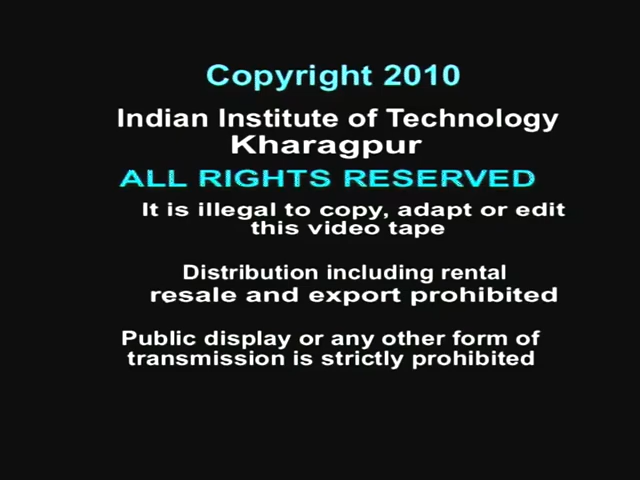 Copyright 2010
Indian Institute of Technology
Kharagpur
ALL RIGHTS RESERVED
It is illegal to copy, adapt or edit
this video tape
Distribution including rental
resale and export prohibited
Public display or any other form of
transmission is strictly prohibited